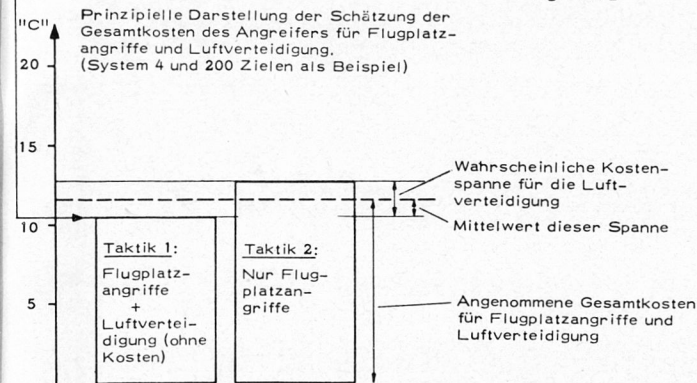 "C"
Prinzipielle Darstellung der Schätzung der
Gesamtkosten des Angreifers für Flugplatz-
angriffe und Luftverteidigung.
(System 4 und 200 Zielen als Beispiel)
20
15
10
5
Taktik 1:
Flugplatz-
angriffe
+
Luftvertei-
digung (ohne
Kosten)
Taktik 2:
Nur Flug-
platzan-
griffe
Wahrscheinliche Kosten-
spanne für die Luft-
verteidigung
Mittelwert dieser Spanne
Angenommene Gesamtkosten
für Flugplatzangriffe und
Luftverteidigung